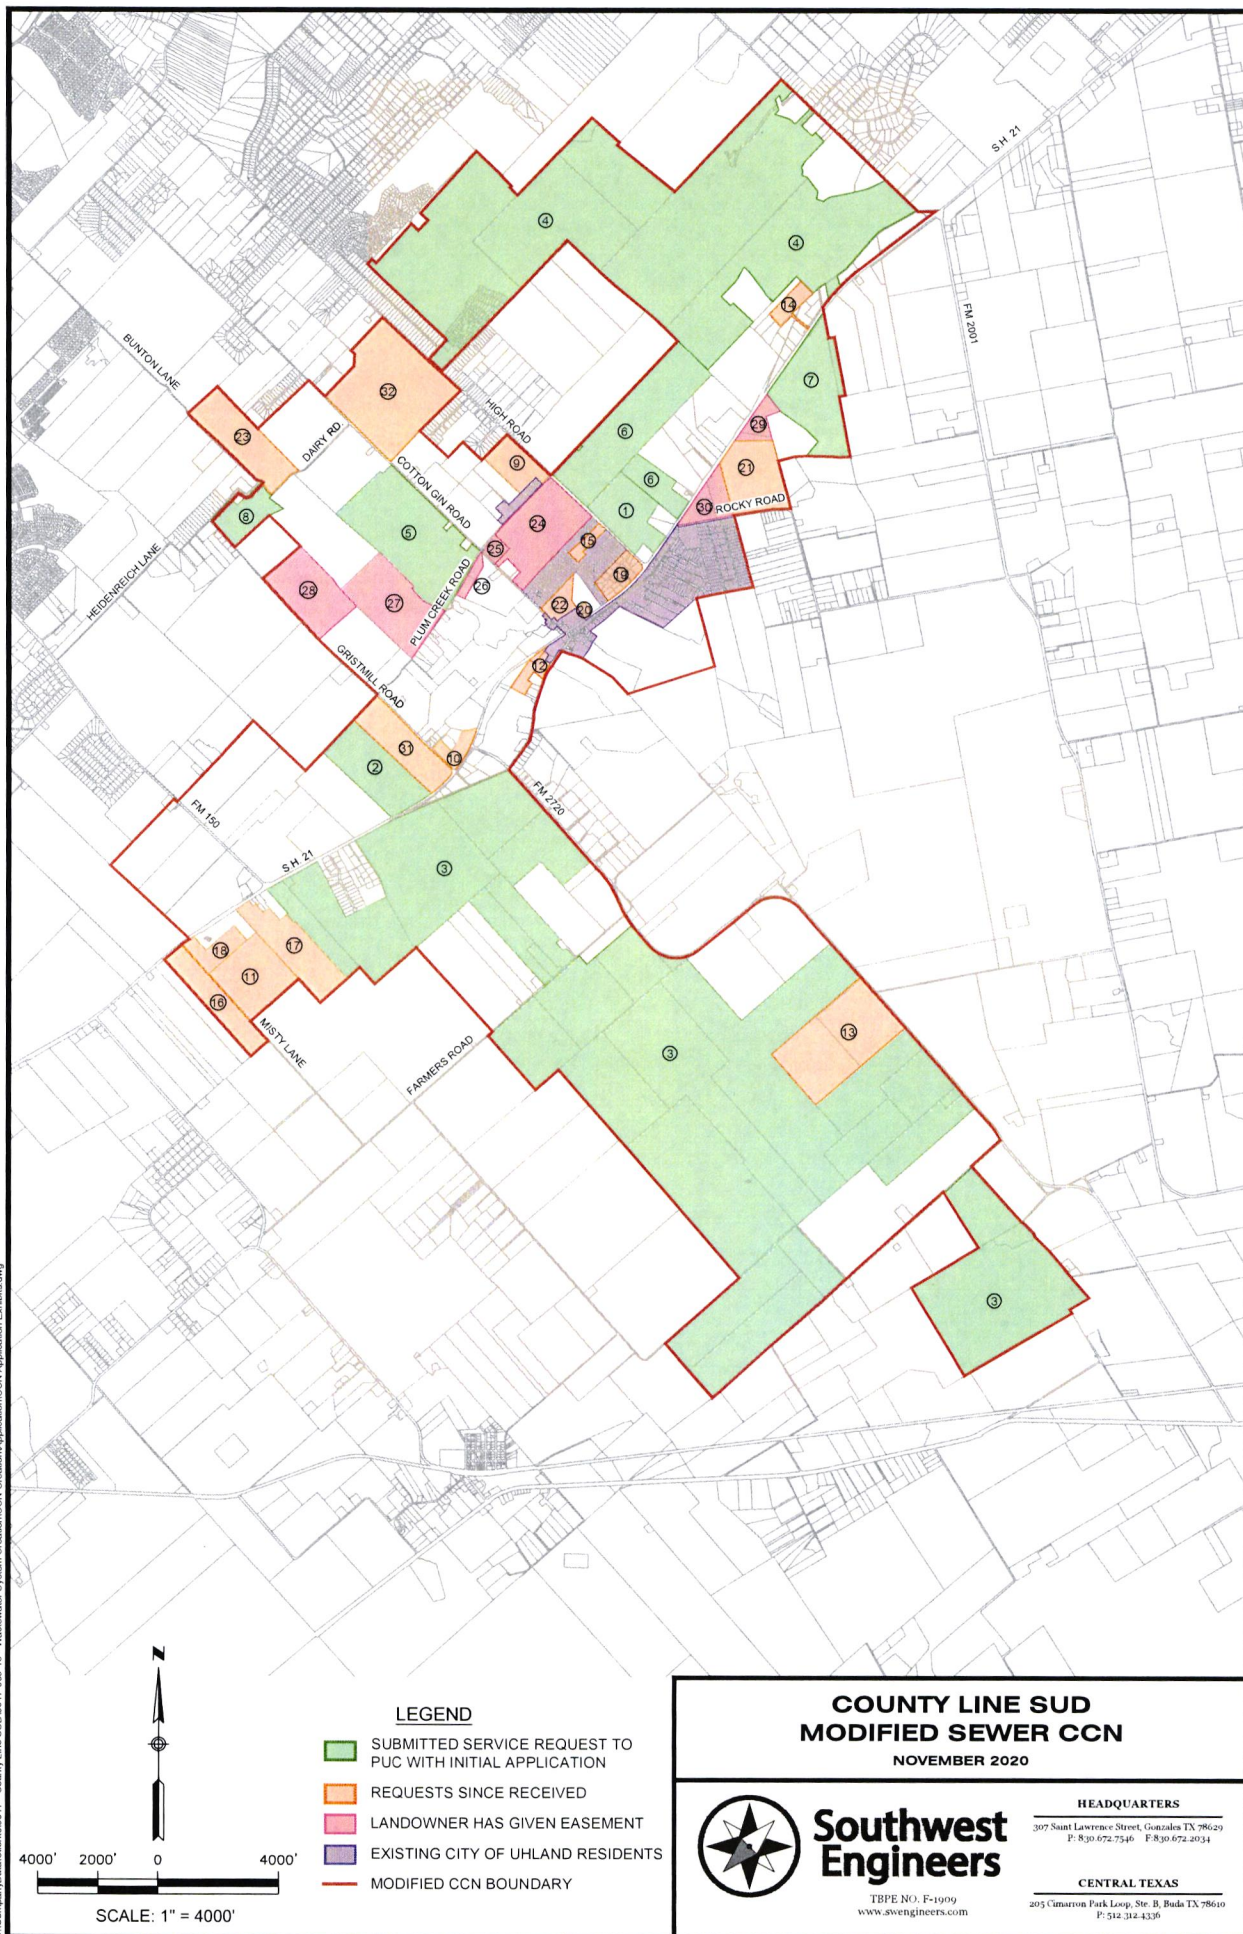 S.H. 21
④
④
FM 2001
⑭
BUNTON LANE
⑦
㉜
HIGH ROAD
㉙
㉓
DAIRY RD.
⑥
COTTON GIN ROAD
⑨
㉑
⑥
㉚
ROCKY ROAD
⑧
①
㉔
⑤
⑮
㉕
HEIDENREICH LANE
⑲
㉖
㉘
㉗
PLUM CREEK ROAD
㉒
⑳
GRISTMILL ROAD
⑫
㉛
⑩
②
FM 2720
FM 150
S.H. 21
③
⑱
⑰
⑪
⑯
MISTY LANE
⑬
FARMERS ROAD
③
③
N
4000' 2000' 0 4000'
SCALE: 1" = 4000'
LEGEND
SUBMITTED SERVICE REQUEST TO
PUC WITH INITIAL APPLICATION
REQUESTS SINCE RECEIVED
LANDOWNER HAS GIVEN EASEMENT
EXISTING CITY OF UHLAND RESIDENTS
MODIFIED CCN BOUNDARY
COUNTY LINE SUD
MODIFIED SEWER CCN
NOVEMBER 2020
Southwest
Engineers
TBPE NO. F-1909
www.swengineers.com
HEADQUARTERS
307 Saint Lawrence Street, Gonzales TX 78629
P: 830.672.7546 F:830.672.2034
CENTRAL TEXAS
205 Cimarron Park Loop, Ste. B, Buda TX 78610
P: 512.312.4336